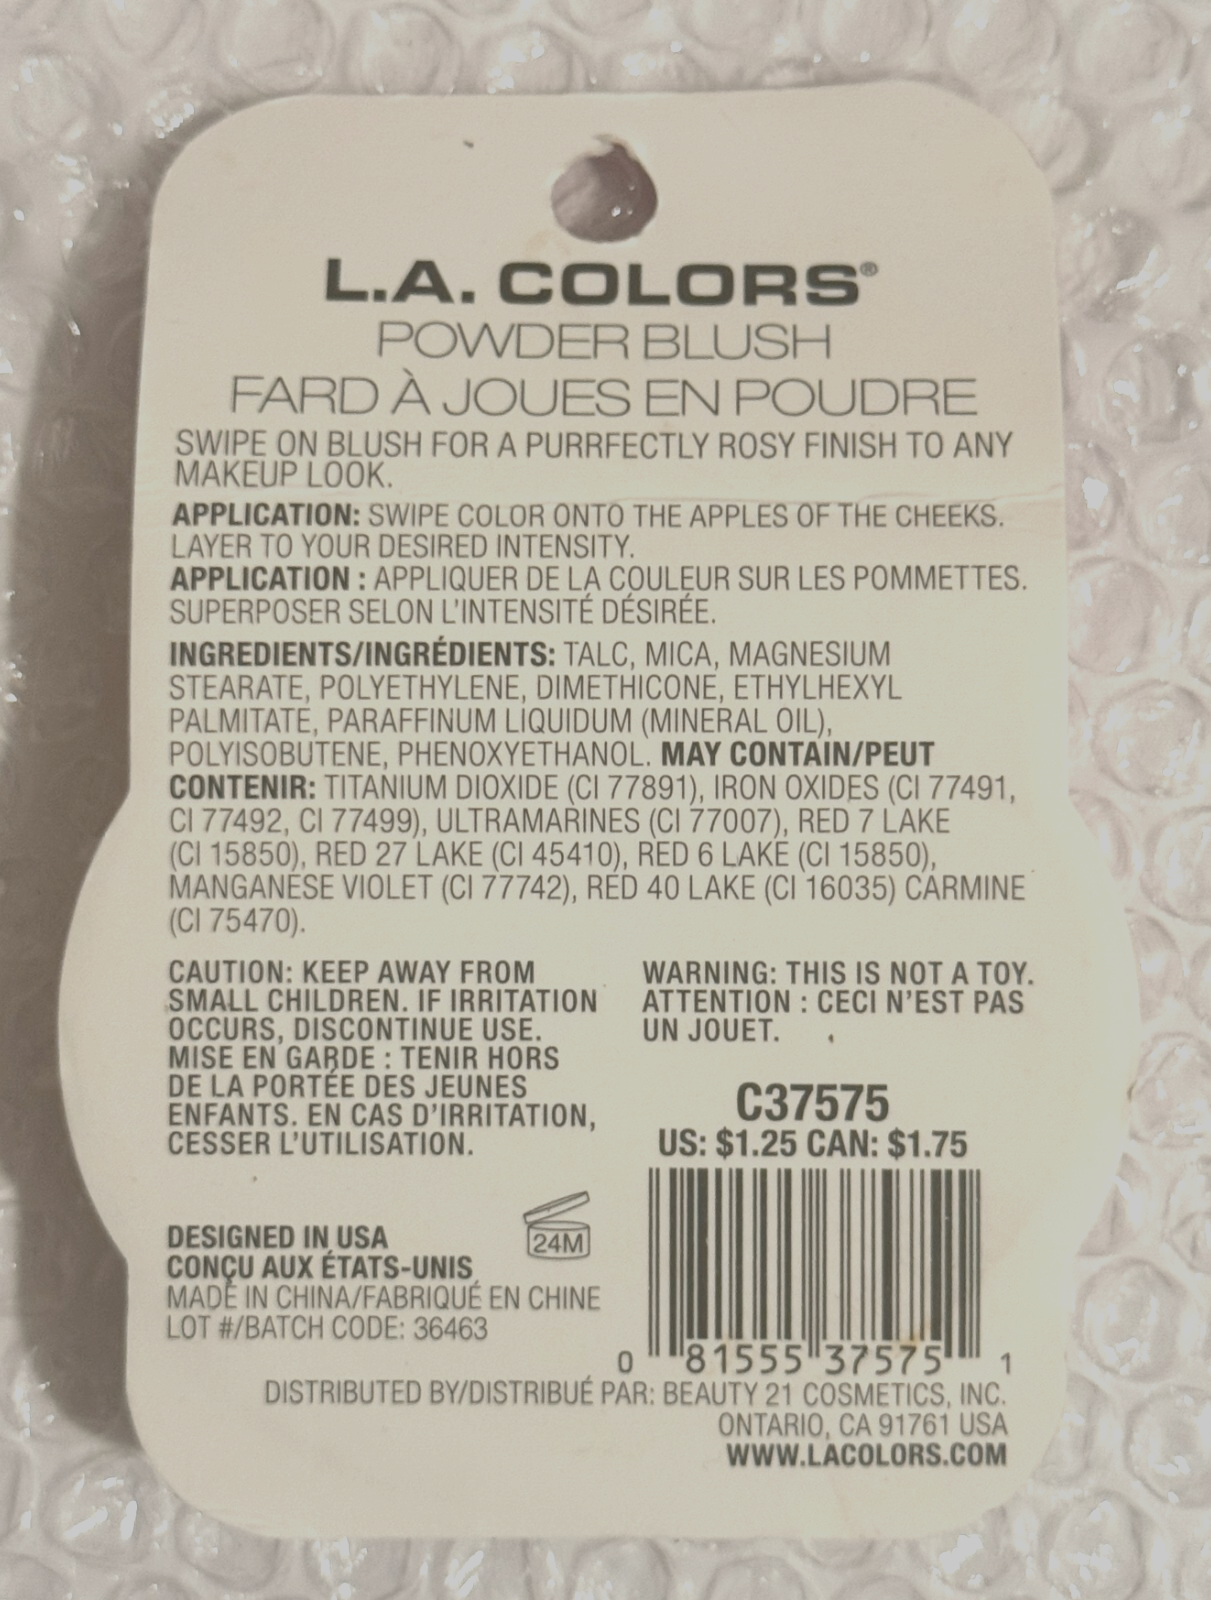 L.A. COLORS®
POWDER BLUSH
FARD À JOUES EN POUDRE
SWIPE ON BLUSH FOR A PURRFECTLY ROSY FINISH TO ANY
MAKEUP LOOK.
APPLICATION: SWIPE COLOR ONTO THE APPLES OF THE CHEEKS.
LAYER TO YOUR DESIRED INTENSITY.
APPLICATION : APPLIQUER DE LA COULEUR SUR LES POMMETTES.
SUPERPOSER SELON L'INTENSITÉ DÉSIRÉE.
INGREDIENTS/INGRÉDIENTS: TALC, MICA, MAGNESIUM
STEARATE, POLYETHYLENE, DIMETHICONE, ETHYLHEXYL
PALMITATE, PARAFFINUM LIQUIDUM (MINERAL OIL),
POLYISOBUTENE, PHENOXYETHANOL. MAY CONTAIN/PEUT
CONTENIR: TITANIUM DIOXIDE (CI 77891), IRON OXIDES (CI 77491,
CI 77492, CI 77499), ULTRAMARINES (CI 77007), RED 7 LAKE
(CI 15850), RED 27 LAKE (CI 45410), RED 6 LAKE (CI 15850),
MANGANESE VIOLET (CI 77742), RED 40 LAKE (CI 16035) CARMINE
(CI 75470).
CAUTION: KEEP AWAY FROM
SMALL CHILDREN. IF IRRITATION
OCCURS, DISCONTINUE USE.
MISE EN GARDE : TENIR HORS
DE LA PORTÉE DES JEUNES
ENFANTS. EN CAS D'IRRITATION,
CESSER L'UTILISATION.
WARNING: THIS IS NOT A TOY.
ATTENTION : CECI N'EST PAS
UN JOUET.
C37575
US: $1.25 CAN: $1.75
24M
DESIGNED IN USA
CONÇU AUX ÉTATS-UNIS
MADE IN CHINA/FABRIQUÉ EN CHINE
LOT #/BATCH CODE: 36463
0 81555 37575 1
DISTRIBUTED BY/DISTRIBUÉ PAR: BEAUTY 21 COSMETICS, INC.
ONTARIO, CA 91761 USA
WWW.LACOLORS.COM